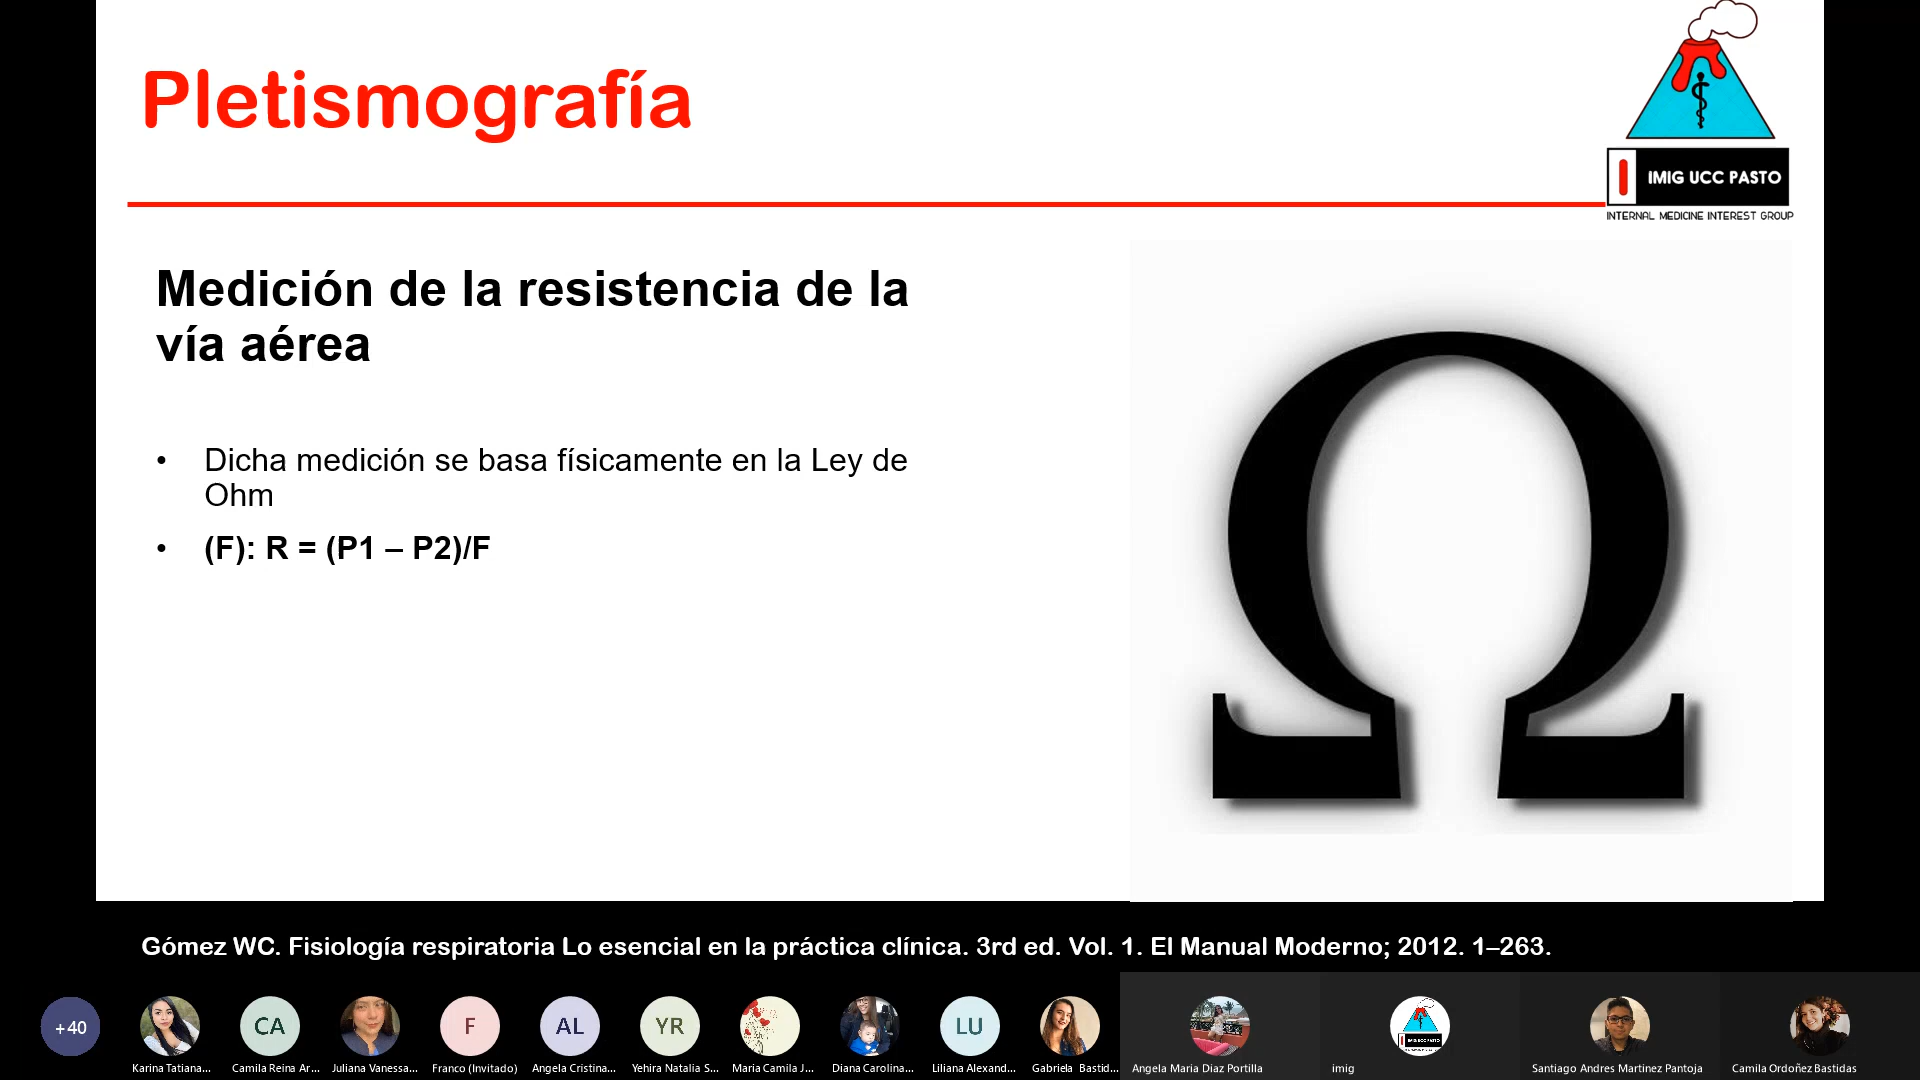 Pletismografía
IMIG UCC PASTO
INTERNAL MEDICINE INTEREST GROUP
Medición de la resistencia de la
vía aérea
• Dicha medición se basa físicamente en la Ley de
Ohm
• (F): R = (P1 – P2)/F
Ω
Gómez WC. Fisiología respiratoria Lo esencial en la práctica clínica. 3rd ed. Vol. 1. El Manual Moderno; 2012. 1–263.
+40
CA
F
AL
YR
LU
Karina Tatiana...
Camila Reina Ar...
Juliana Vanessa...
Franco (Invitado)
Angela Cristina...
Yehira Natalia S...
Maria Camila J...
Diana Carolina...
Liliana Alexand...
Gabriela Bastid...
Angela Maria Diaz Portilla
imig
Santiago Andres Martinez Pantoja
Camila Ordoñez Bastidas